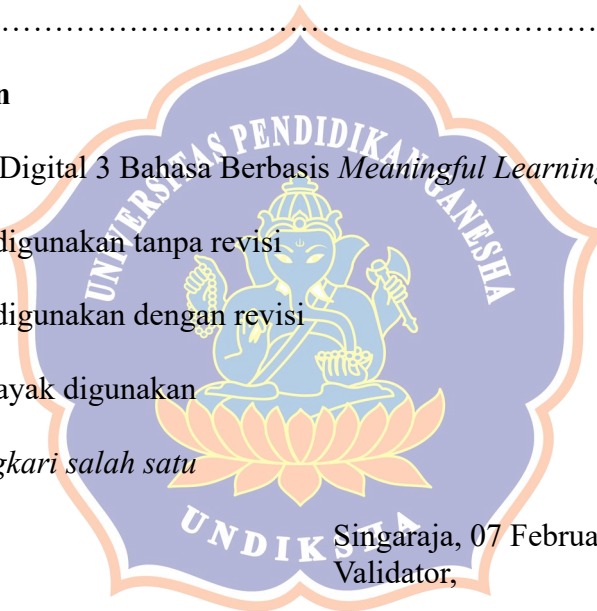 ……………………………………………………………
n
Digital 3 Bahasa Berbasis Meaningful Learning
digunakan tanpa revisi
digunakan dengan revisi
ayak digunakan
gkari salah satu
Singaraja, 07 Februa
Validator,
UNIVERSITAS PENDIDIKAN GANESHA
UNDIKSHA